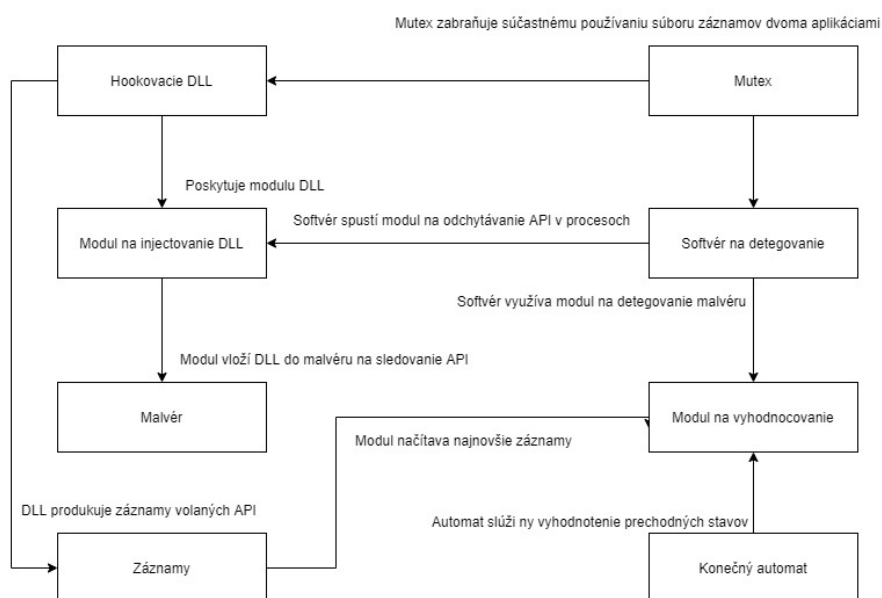 Mutex zabraňuje súčastnému používaniu súboru záznamov dvoma aplikáciami
Hookovacie DLL
Mutex
Poskytuje modulu DLL
Softvér spustí modul na odchytávanie API v procesoch
Modul na injectovanie DLL
Softvér na detegovanie
Softvér využíva modul na detegovanie malvéru
Modul vloží DLL do malvéru na sledovanie API
Malvér
Modul na vyhodnocovanie
Modul načítava najnovšie záznamy
DLL produkuje záznamy volaných API
Automat slúži ny vyhodnotenie prechodných stavov
Záznamy
Konečný automat